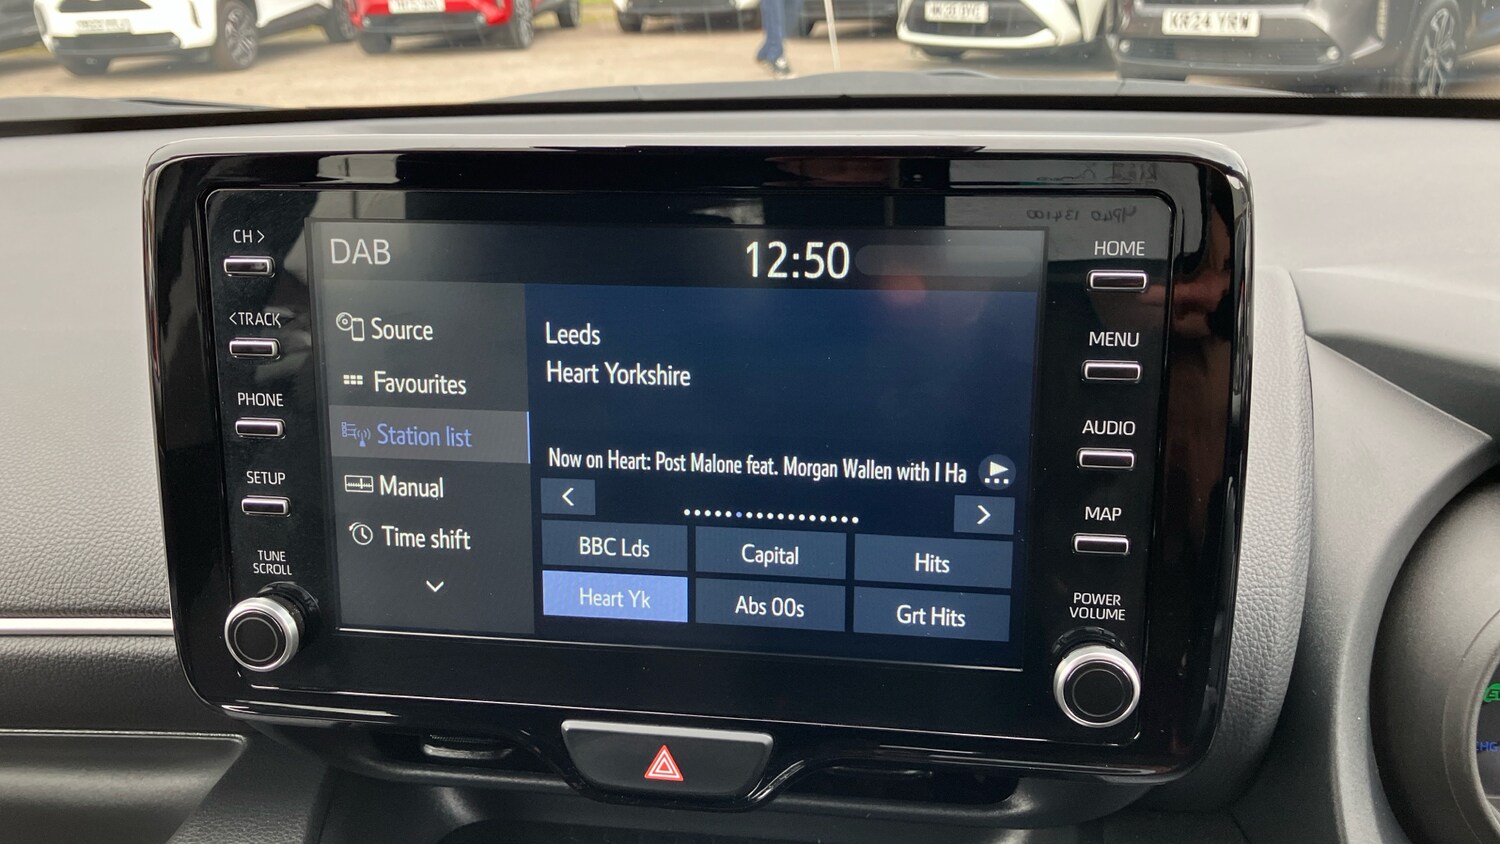 KR24 YRW
CH >
<TRACK
PHONE
SETUP
TUNE
SCROLL
DAB
12:50
Source
Favourites
Station list
Manual
Time shift
Leeds
Heart Yorkshire
Now on Heart: Post Malone feat. Morgan Wallen with I Ha
<
>
BBC Lds
Capital
Hits
Heart Yk
Abs 00s
Grt Hits
HOME
MENU
AUDIO
MAP
POWER
VOLUME